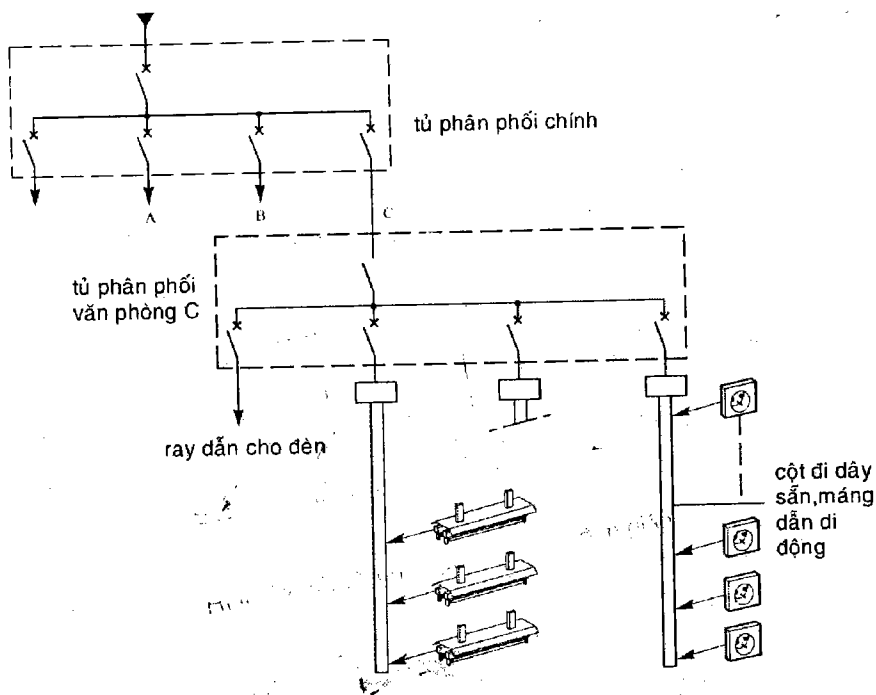 tủ phân phối chính
A
B
C
tủ phân phối
văn phòng C
ray dẫn cho đèn
cột đi dây
sẵn,máng
dẫn di
động